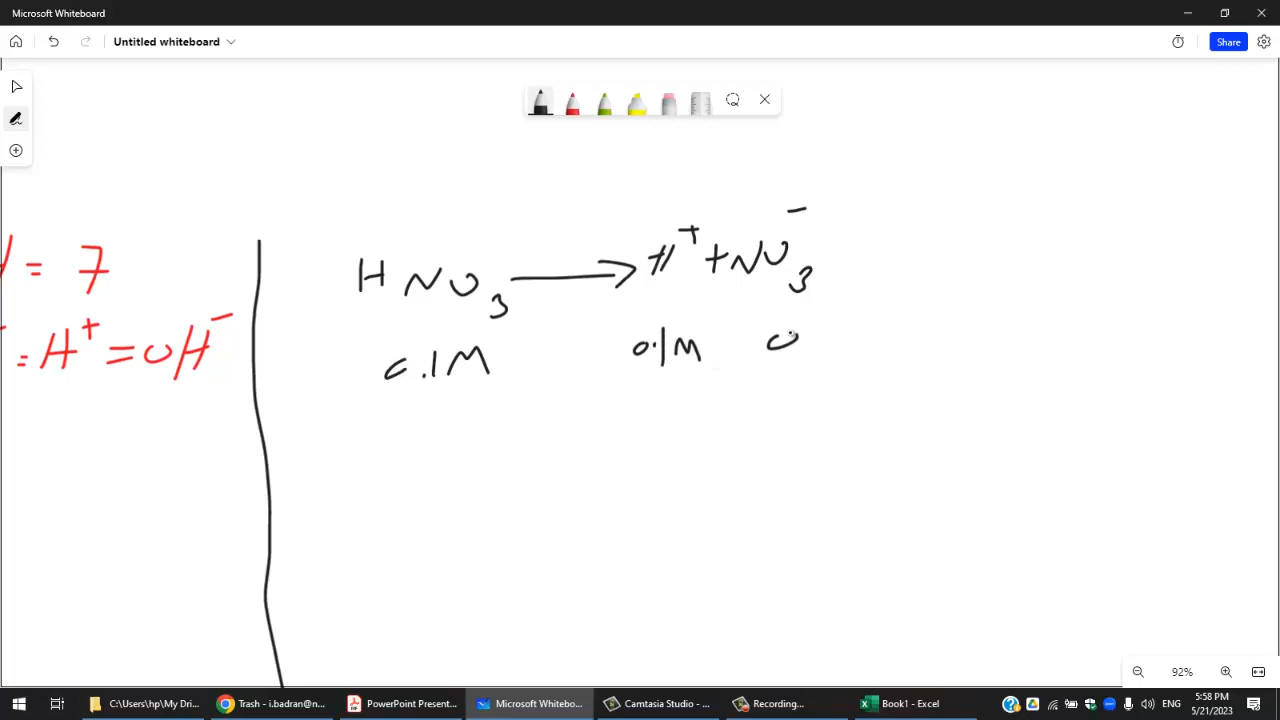 Microsoft Whiteboard
Untitled whiteboard
Share
= 7
= H⁺ = OH⁻
HNO₃ ⟶ H⁺ + NO₃⁻
0.1M 0.1M 0
92%
C:\Users\hp\My Dri...
Trash - i.badran@n...
PowerPoint Present...
Microsoft Whitebo...
Camtasia Studio - ...
Recording...
Book1 - Excel
ENG
5:58 PM
5/21/2023